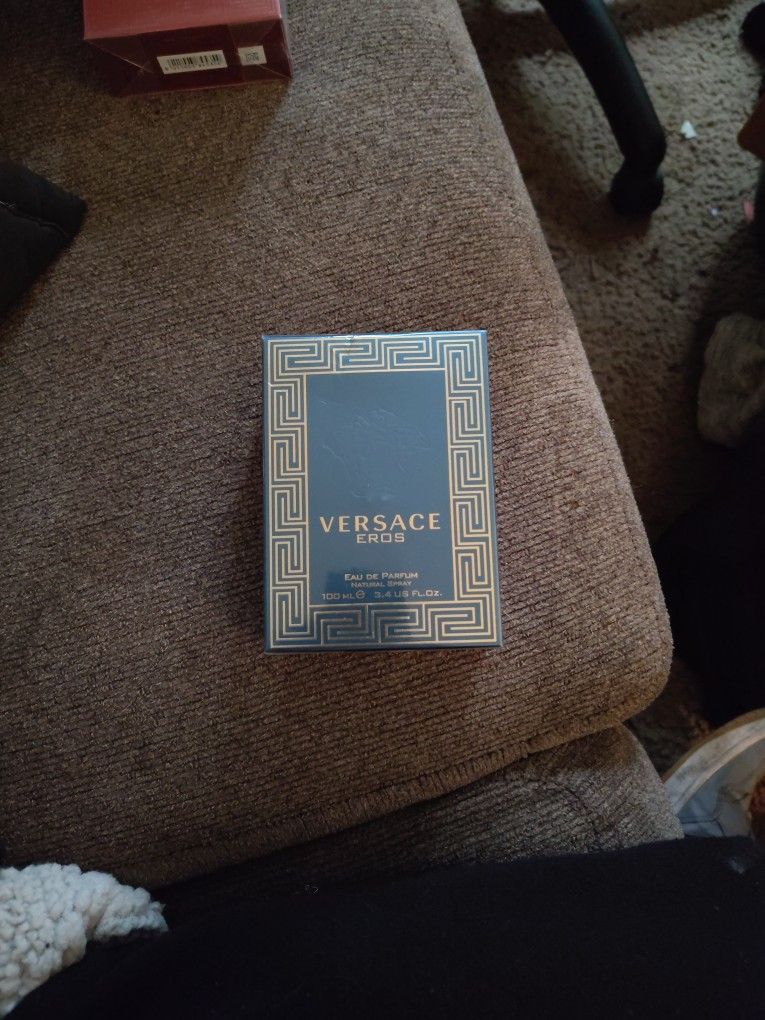 VERSACE
EROS
EAU DE PARFUM
NATURAL SPRAY
100 ML ℮ 3.4 US FL.OZ.